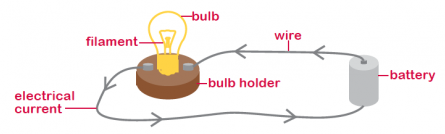 bulb
filament
wire
bulb holder
battery
electrical
current